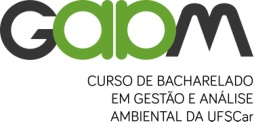 GAAM
CURSO DE BACHARELADO
EM GESTÃO E ANÁLISE
AMBIENTAL DA UFSCar